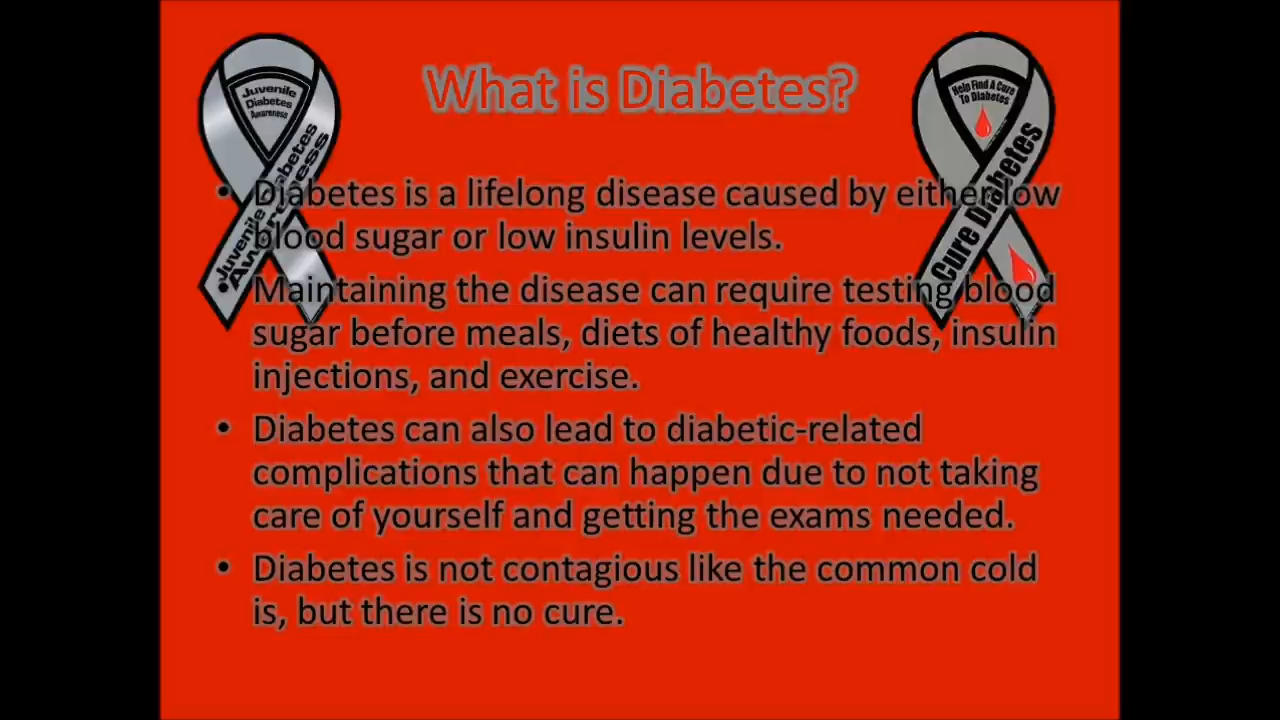 What is Diabetes?
Juvenile
Diabetes
Awareness
Juvenile Diabetes
Awareness
Help Find A Cure
To Diabetes
Cure Diabetes
• Diabetes is a lifelong disease caused by either low
blood sugar or low insulin levels.
• Maintaining the disease can require testing blood
sugar before meals, diets of healthy foods, insulin
injections, and exercise.
• Diabetes can also lead to diabetic-related
complications that can happen due to not taking
care of yourself and getting the exams needed.
• Diabetes is not contagious like the common cold
is, but there is no cure.